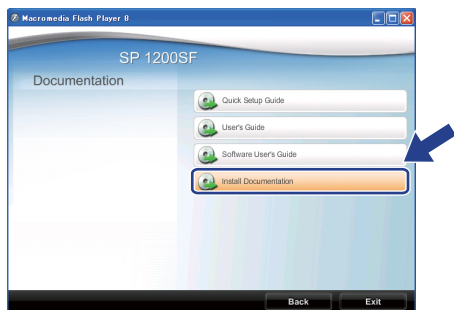 Macromedia Flash Player 8
SP 1200SF
Documentation
Quick Setup Guide
User's Guide
Software User's Guide
Install Documentation
Back Exit